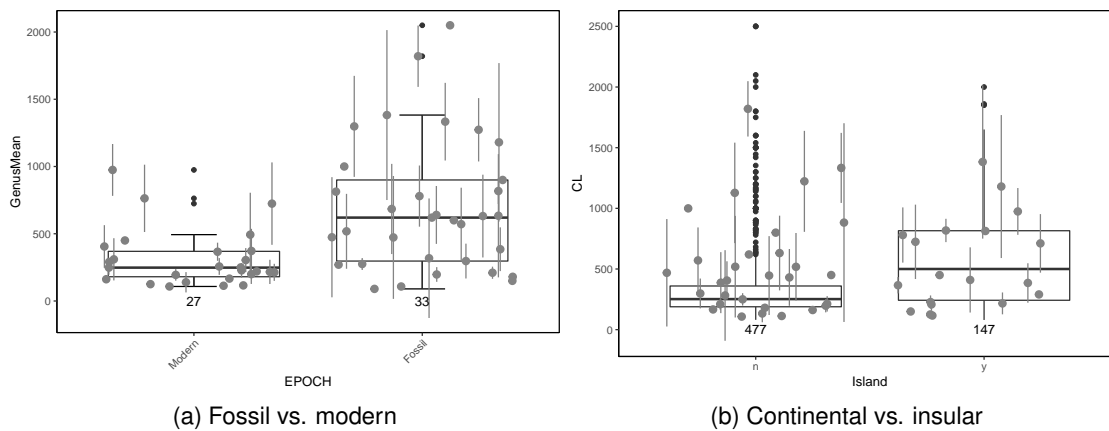 GenusMean
2000
1500
1000
500
0
27
33
Modern
Fossil
EPOCH
(a) Fossil vs. modern
CL
2500
2000
1500
1000
500
0
477
147
n
y
Island
(b) Continental vs. insular